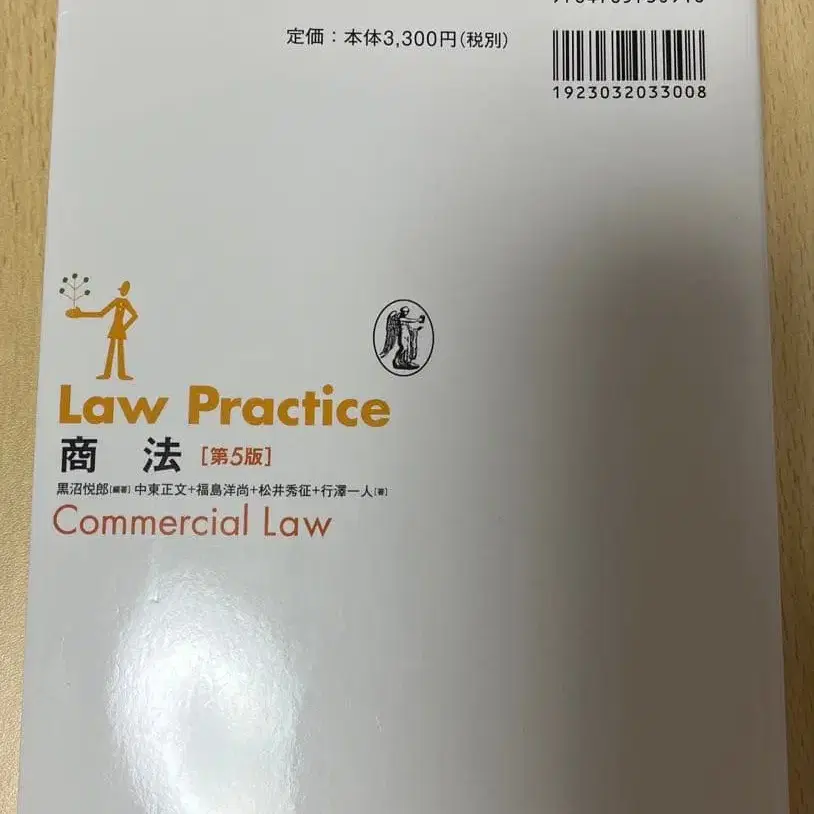 定価：本体3,300円(税別)
1923032033008
Law Practice
商 法 [第5版]
黒沼悦郎[編著]中東正文+福島洋尚+松井秀征+行澤一人[著]
Commercial Law